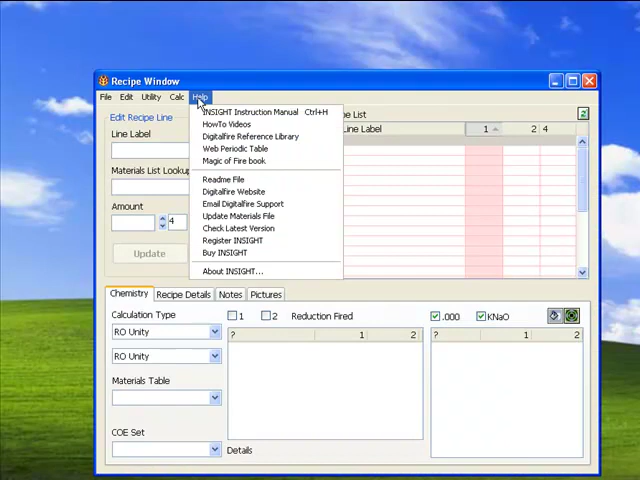 Recipe Window
File Edit Utility Calc Help
Edit Recipe Line
Line Label
Materials List Lookup
Amount
4
Update
INSIGHT Instruction Manual Ctrl+H
HowTo Videos
Digitalfire Reference Library
Web Periodic Table
Magic of Fire book
Readme File
Digitalfire Website
Email Digitalfire Support
Update Materials File
Check Latest Version
Register INSIGHT
Buy INSIGHT
About INSIGHT...
e List
Line Label 1 2 4
Chemistry Recipe Details Notes Pictures
Calculation Type
RO Unity
RO Unity
Materials Table
COE Set
1 2 Reduction Fired
? 1 2
Details
.000 KNaO
? 1 2